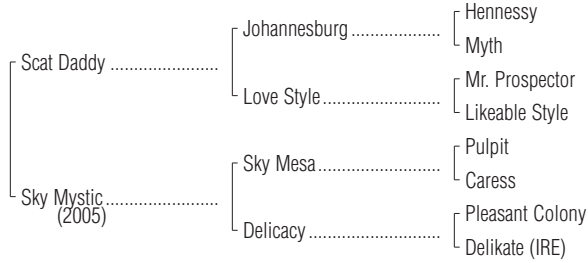 Hennessy
Johannesburg
Myth
Scat Daddy
Mr. Prospector
Love Style
Likeable Style
Pulpit
Sky Mesa
Caress
Sky Mystic
(2005)
Pleasant Colony
Delicacy
Delikate (IRE)